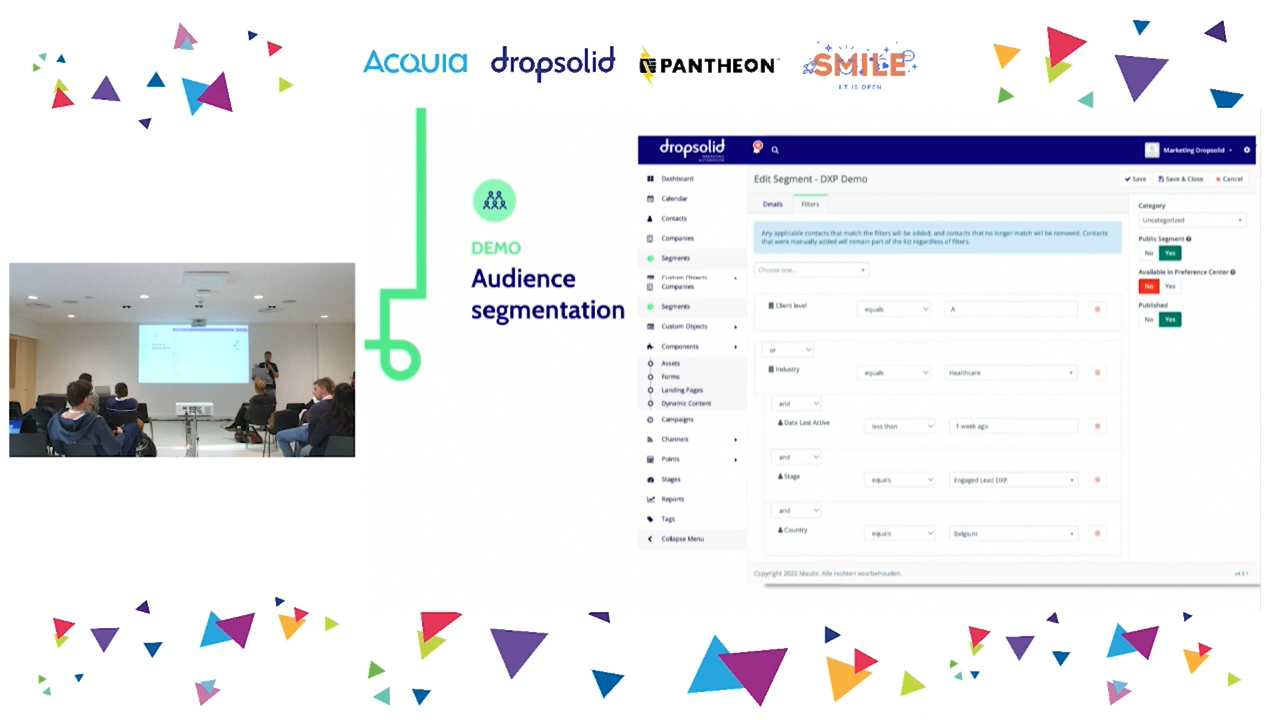 ACQUIA dropsolid PANTHEON SMILE
I.T IS OPEN
DEMO
Audience
segmentation
dropsolid
MARKETING
AUTOMATION
Marketing Dropsolid
Dashboard
Calendar
Contacts
Companies
Segments
Custom Objects
Companies
Segments
Custom Objects
Components
Assets
Forms
Landing Pages
Dynamic Content
Campaigns
Channels
Points
Stages
Reports
Tags
Collapse Menu
Edit Segment - DXP Demo
Save Save & Close Cancel
Details Filters
Any applicable contacts that match the filters will be added, and contacts that no longer match will be removed. Contacts
that were manually added will remain part of the list regardless of filters.
Choose one...
Client level equals A
or
Industry equals Healthcare
and
Date Last Active less than 1 week ago
and
Stage equals Engaged Lead DXP
and
Country equals Belgium
Category
Uncategorized
Public Segment
No Yes
Available in Preference Center
No Yes
Published
No Yes
Copyright 2022 Mautic. Alle rechten voorbehouden.